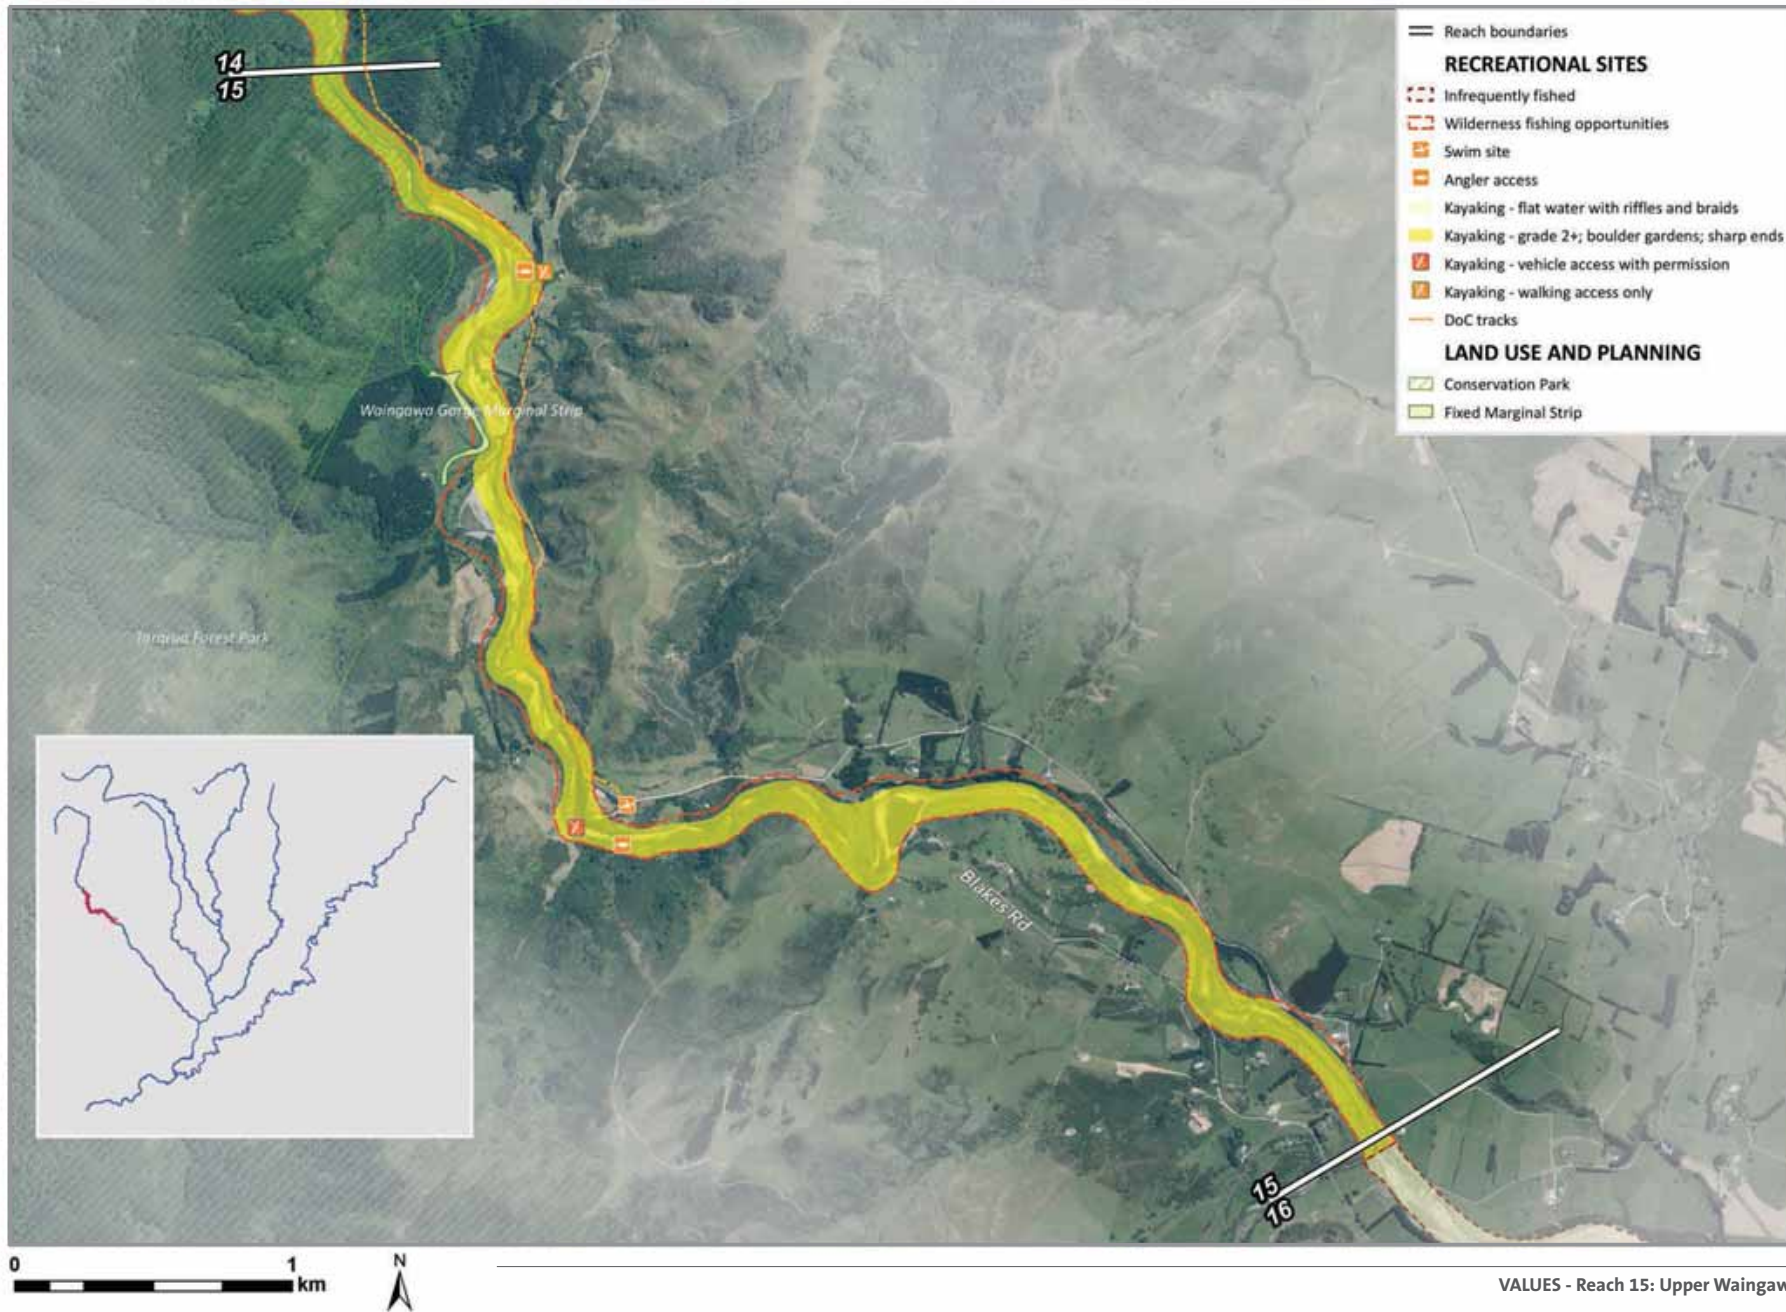 14
15
Reach boundaries
RECREATIONAL SITES
Infrequently fished
Wilderness fishing opportunities
Swim site
Angler access
Kayaking - flat water with riffles and braids
Kayaking - grade 2+; boulder gardens; sharp ends
Kayaking - vehicle access with permission
Kayaking - walking access only
DoC tracks
LAND USE AND PLANNING
Conservation Park
Fixed Marginal Strip
Waingawa Gorge Marginal Strip
Tararua Forest Park
Blakes Rd
15
16
0 1
km
N
VALUES - Reach 15: Upper Waingaw